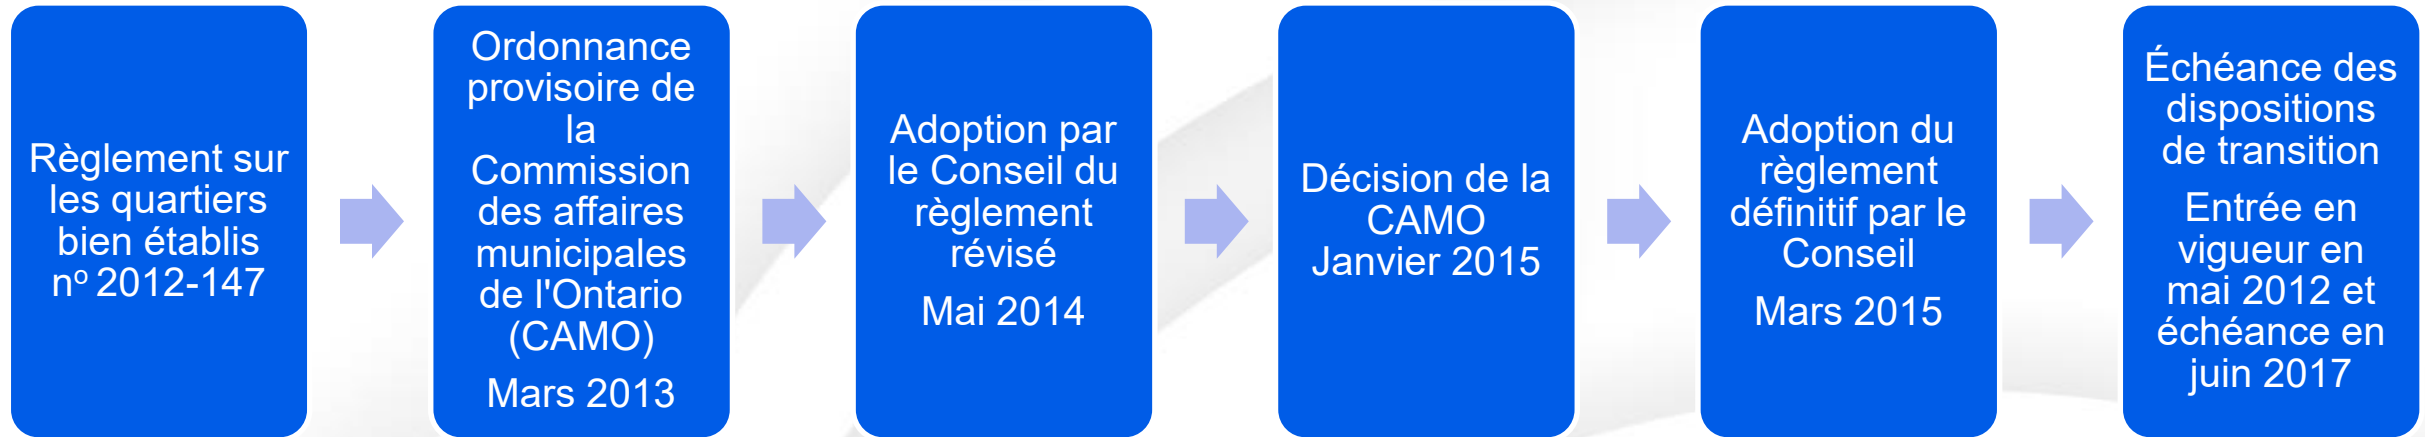 Règlement sur
les quartiers
bien établis
nº 2012-147
Ordonnance
provisoire de
la
Commission
des affaires
municipales
de l'Ontario
(CAMO)
Mars 2013
Adoption par
le Conseil du
règlement
révisé
Mai 2014
Décision de la
CAMO
Janvier 2015
Adoption du
règlement
définitif par le
Conseil
Mars 2015
Échéance des
dispositions
de transition
Entrée en
vigueur en
mai 2012 et
échéance en
juin 2017